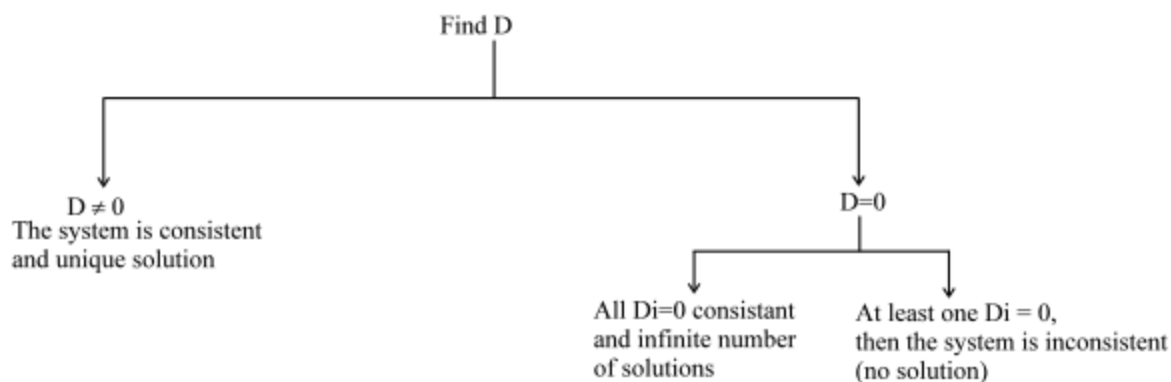 Find D
D ≠ 0
The system is consistent
and unique solution
D=0
All Di=0 consistant
and infinite number
of solutions
At least one Di = 0,
then the system is inconsistent
(no solution)